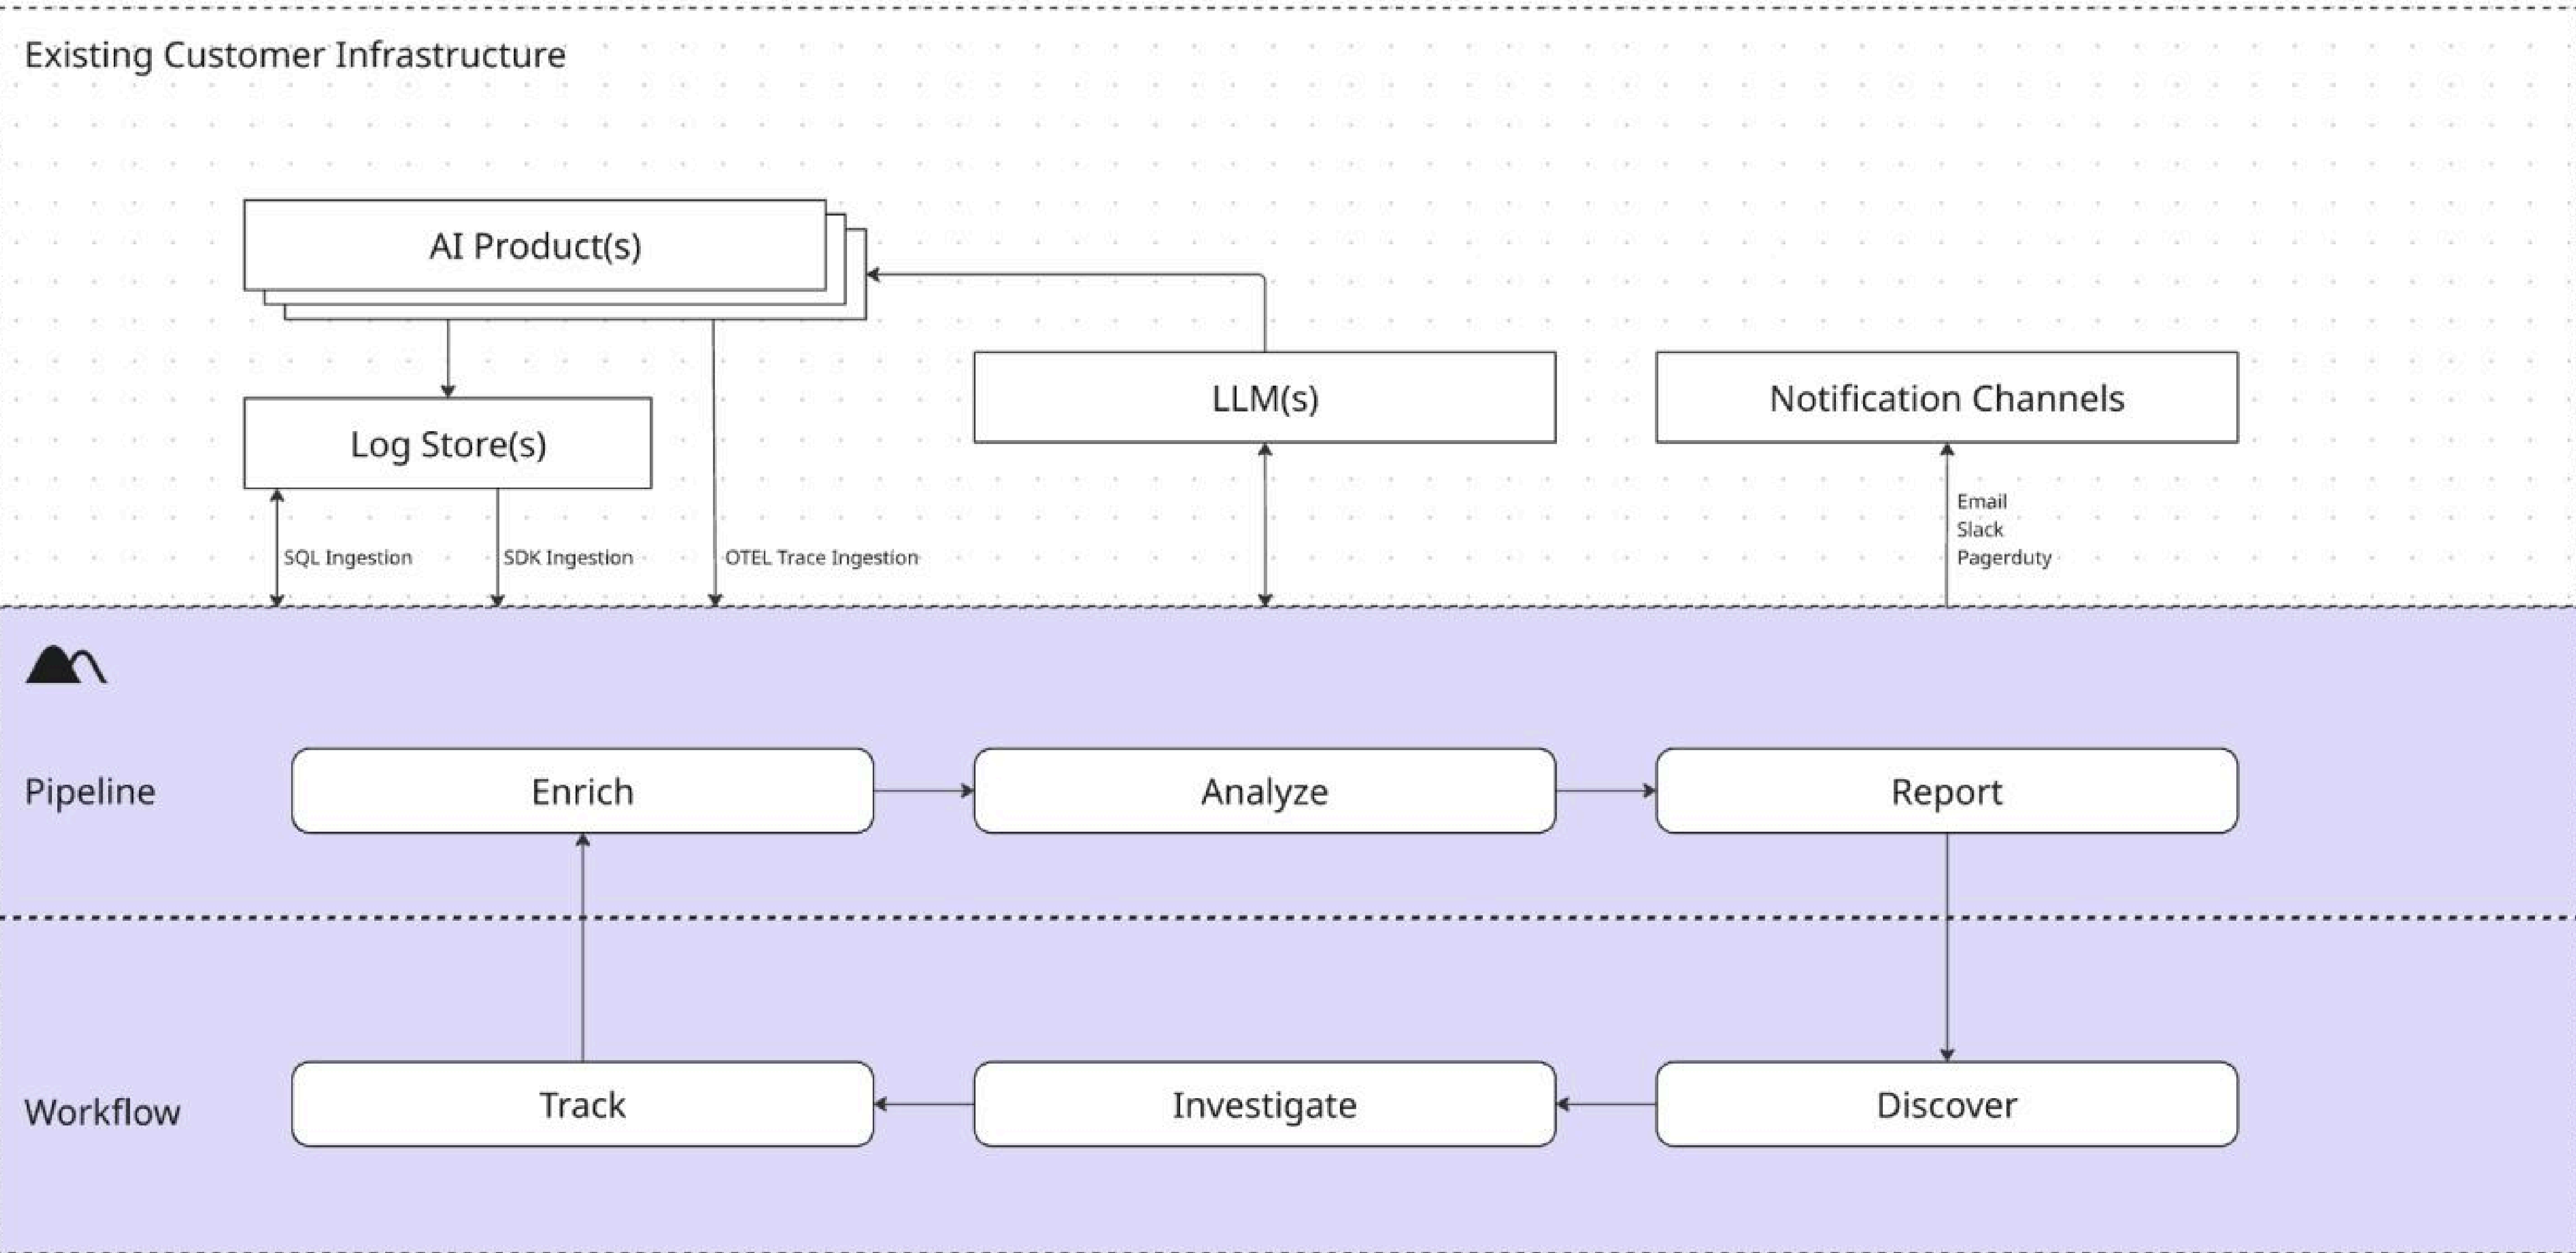 Existing Customer Infrastructure
AI Product(s)
LLM(s)
Notification Channels
Log Store(s)
Email
Slack
Pagerduty
SQL Ingestion
SDK Ingestion
OTEL Trace Ingestion
Pipeline
Enrich
Analyze
Report
Workflow
Track
Investigate
Discover